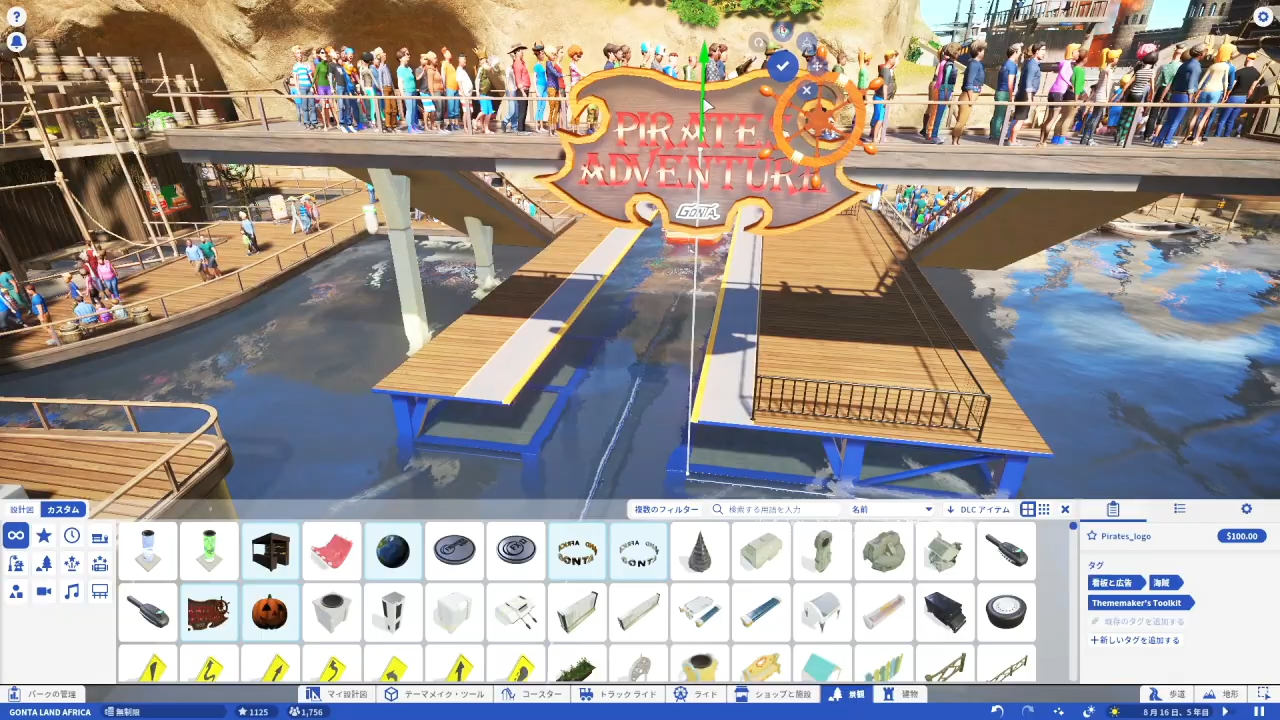 ?
PIRATE
ADVENTURE
GONTA
設計図
カスタム
複数のフィルター
検索する用語を入力
名前
DLC アイテム
Pirates_logo
$100.00
タグ
看板と広告
海賊
Thememaker's Toolkit
既存のタグを追加する
+新しいタグを追加する
パークの管理
マイ設計図
テーマメイク・ツール
コースター
トラックライド
ライド
ショップと施設
景観
建物
歩道
地形
GONTA LAND AFRICA
無制限
1125
1,756
8月16日、5年目